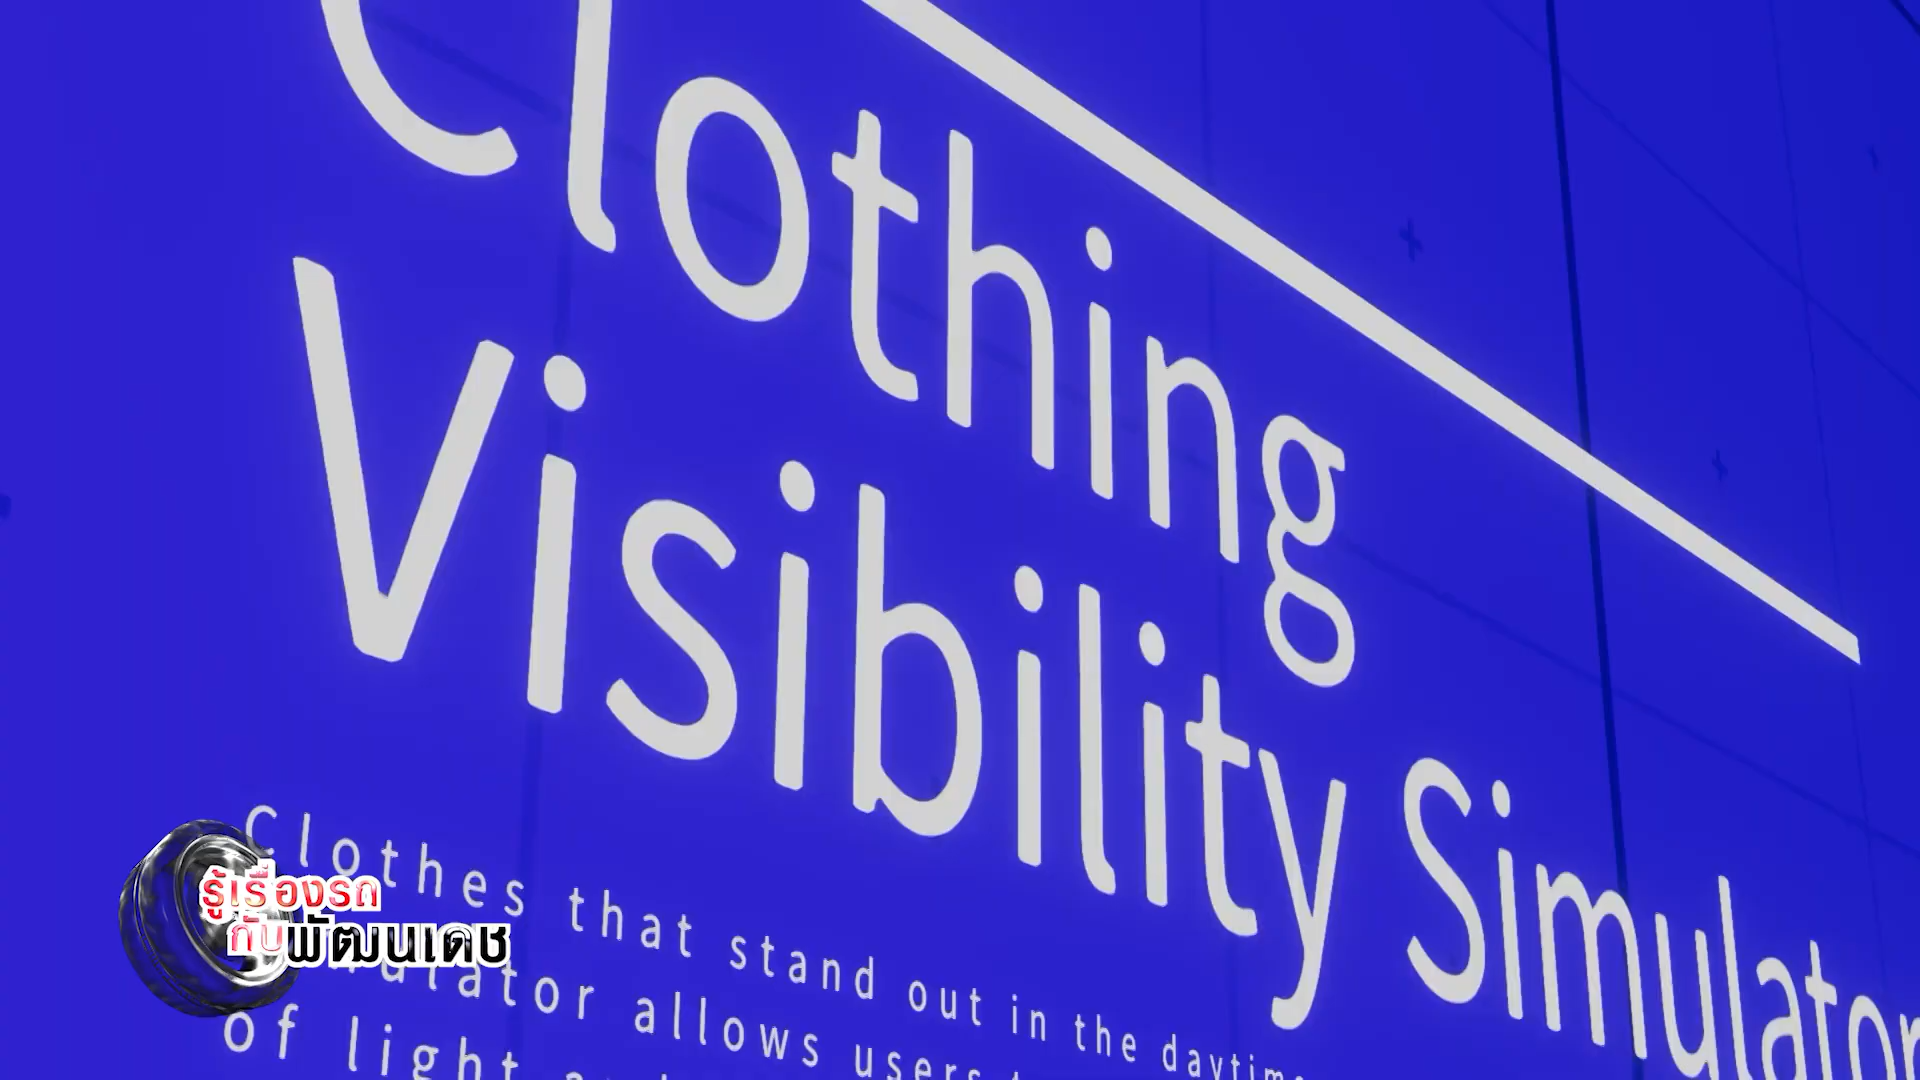 Clothing
Visibility Simulator
Clothes that stand out in the daytime
simulator allows users
of light
รู้เรื่องรถ
กับพัฒนเดช